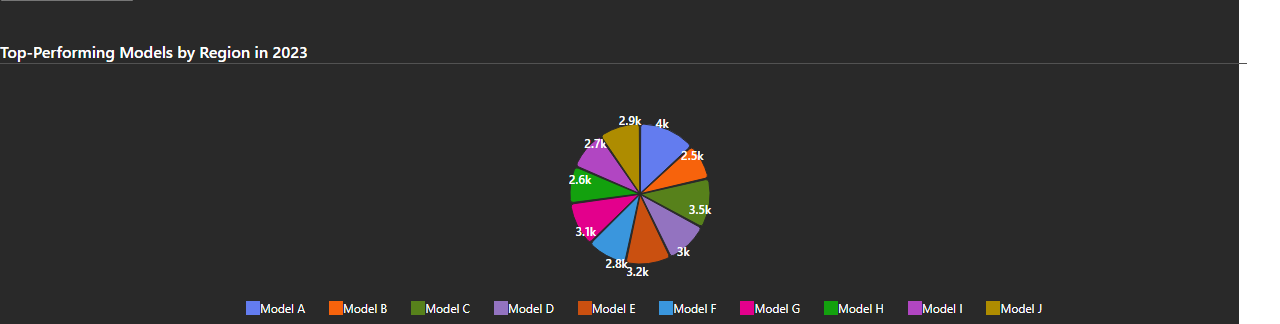 Top-Performing Models by Region in 2023
2.9k
4k
2.7k
2.5k
2.6k
3.5k
3.1k
3k
2.8k
3.2k
Model A Model B Model C Model D Model E Model F Model G Model H Model I Model J